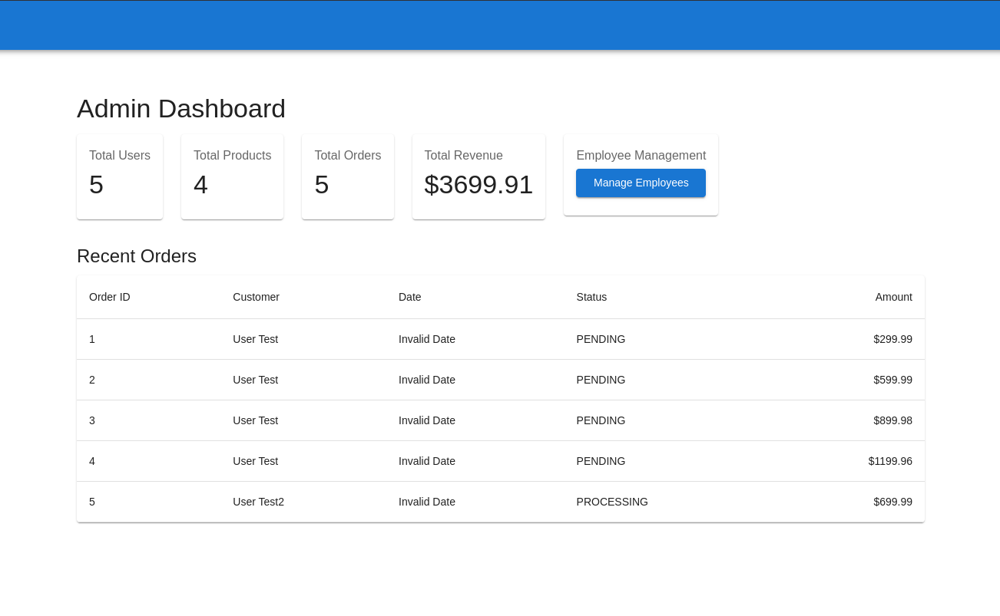 Admin Dashboard
Total Users
5
Total Products
4
Total Orders
5
Total Revenue
$3699.91
Employee Management
Manage Employees
Recent Orders
Order ID Customer Date Status Amount
1 User Test Invalid Date PENDING $299.99
2 User Test Invalid Date PENDING $599.99
3 User Test Invalid Date PENDING $899.98
4 User Test Invalid Date PENDING $1199.96
5 User Test2 Invalid Date PROCESSING $699.99